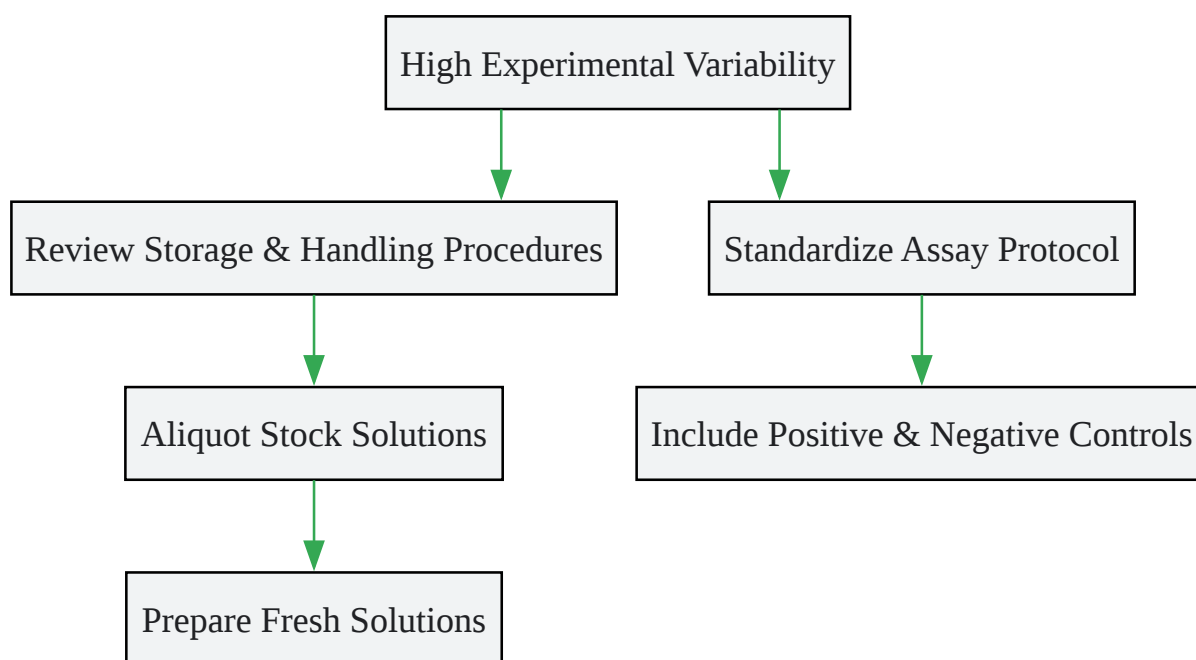 High Experimental Variability
Review Storage & Handling Procedures
Standardize Assay Protocol
Aliquot Stock Solutions
Include Positive & Negative Controls
Prepare Fresh Solutions